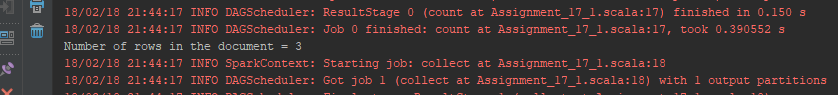 18/02/18 21:44:17 INFO DAGScheduler: ResultStage 0 (count at Assignment_17_1.scala:17) finished in 0.150 s
18/02/18 21:44:17 INFO DAGScheduler: Job 0 finished: count at Assignment_17_1.scala:17, took 0.390552 s
Number of rows in the document = 3
18/02/18 21:44:17 INFO SparkContext: Starting job: collect at Assignment_17_1.scala:18
18/02/18 21:44:17 INFO DAGScheduler: Got job 1 (collect at Assignment_17_1.scala:18) with 1 output partitions